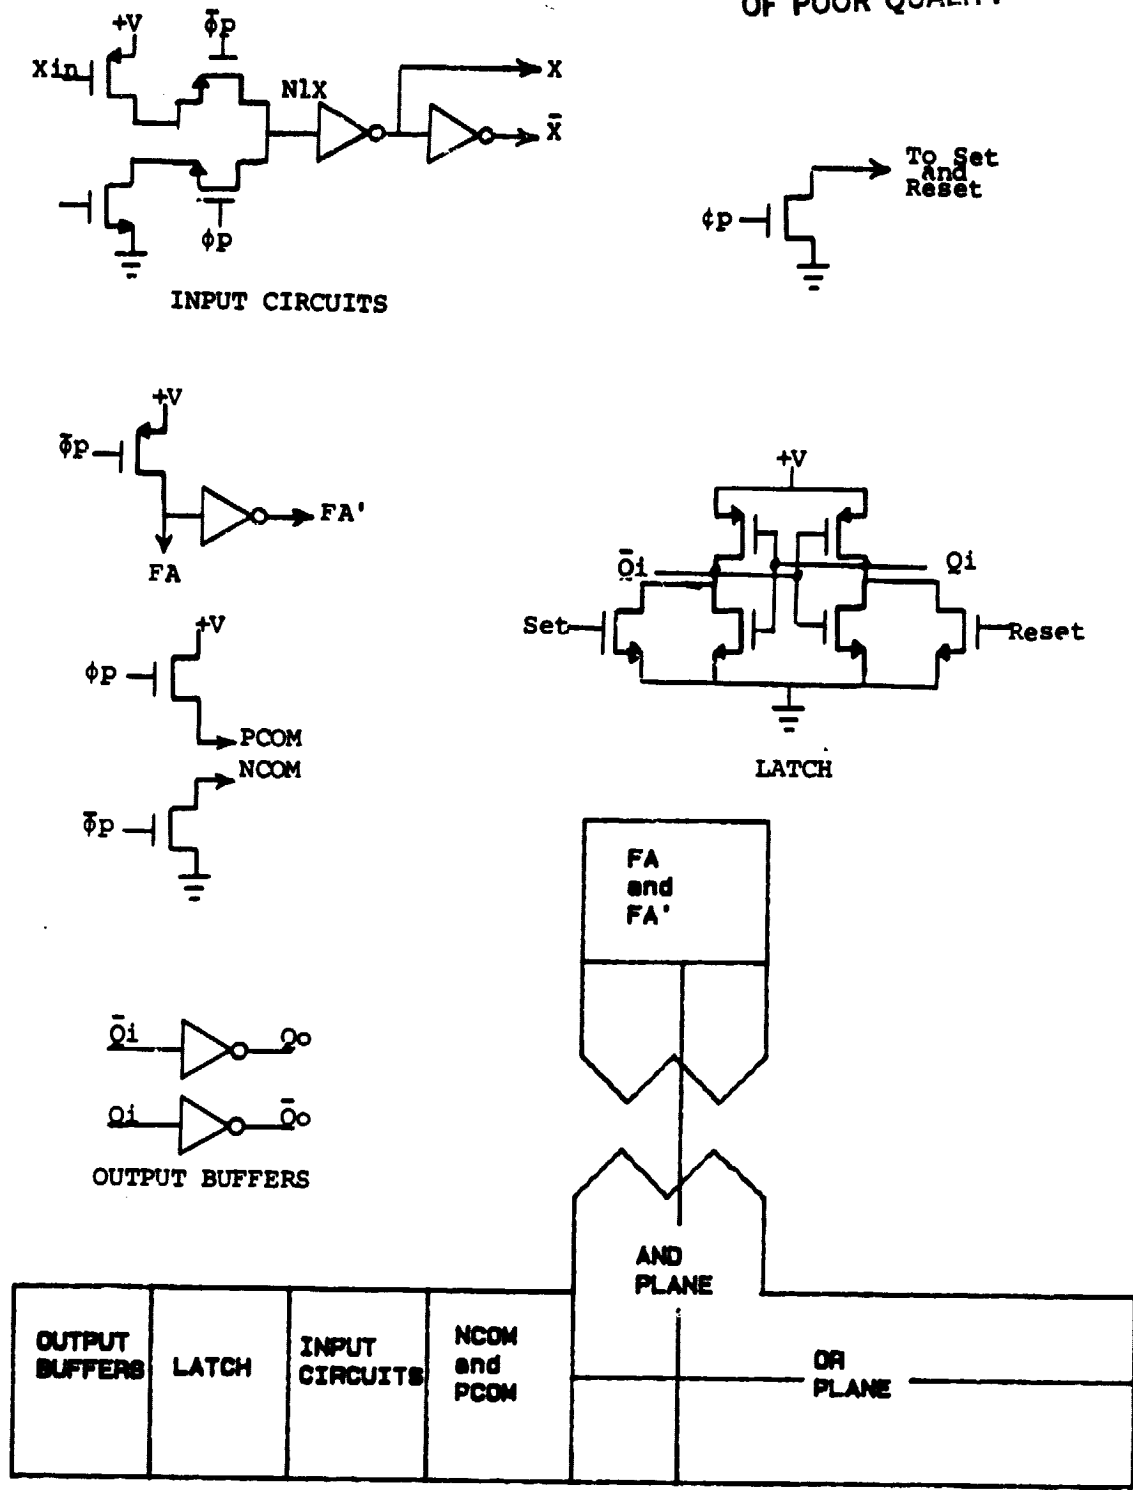 OF POOR QUALITY
+V
Φ̄p
Xin
N1X
X
X̄
ϕp
INPUT CIRCUITS
To Set
and
Reset
¢p
+V
Φ̄p
FA'
FA
+V
ϕp
PCOM
NCOM
Φ̄p
+V
Q̄i
Qi
Set
Reset
LATCH
FA
and
FA'
Q̄i
Qo
Qi
Q̄o
OUTPUT BUFFERS
AND
PLANE
OUTPUT
BUFFERS
LATCH
INPUT
CIRCUITS
NCOM
and
PCOM
OR
PLANE